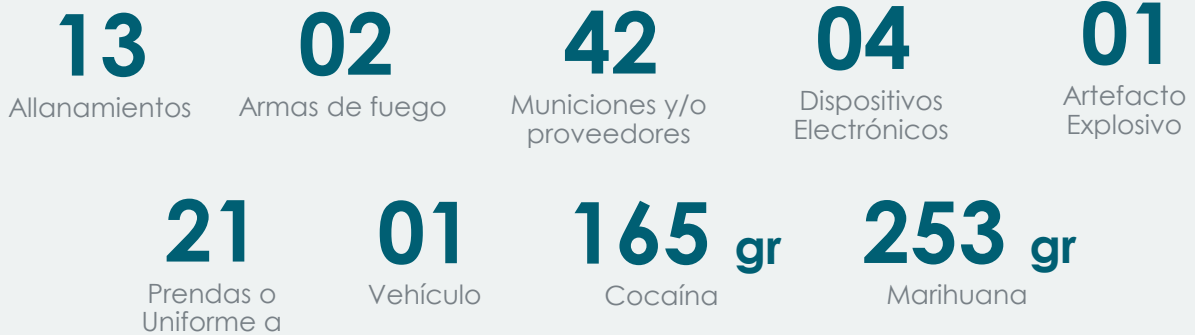 13 02 42 04 01
Allanamientos Armas de fuego Municiones y/o Dispositivos Artefacto
proveedores Electrónicos Explosivo
21 01 165 gr 253 gr
Prendas o Vehículo Cocaína Marihuana
Uniforme a